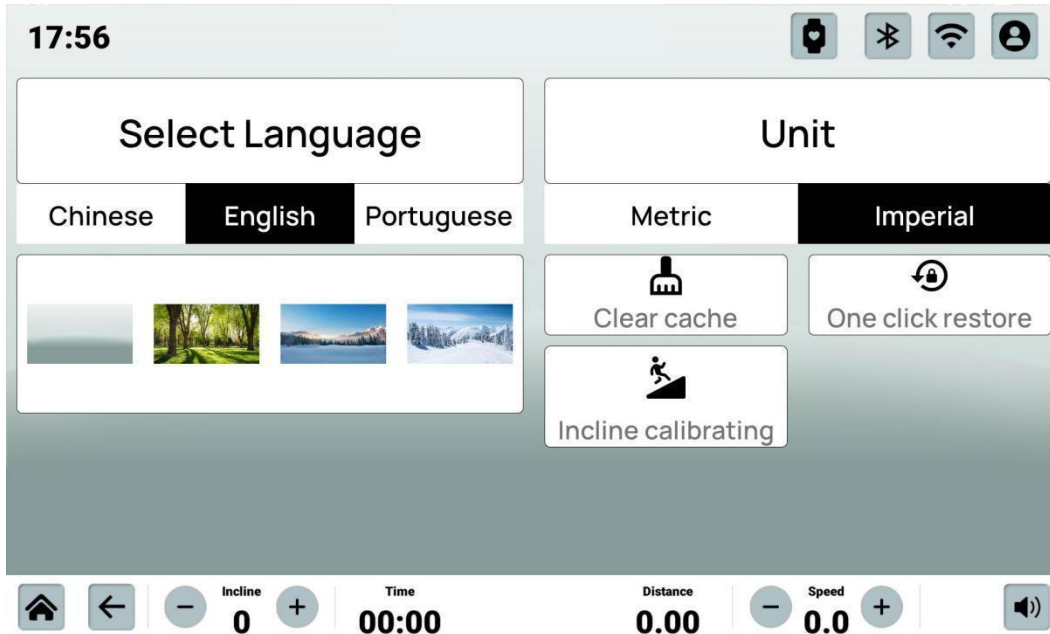 17:56
Select Language
Unit
Chinese
English
Portuguese
Metric
Imperial
Clear cache
One click restore
Incline calibrating
Incline
0
Time
00:00
Distance
0.00
Speed
0.0